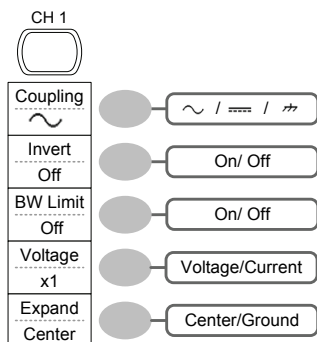 CH 1
Coupling
∼ / ⎓ / ⏚
Invert
Off
On/ Off
BW Limit
Off
On/ Off
Voltage
x1
Voltage/Current
Expand
Center
Center/Ground